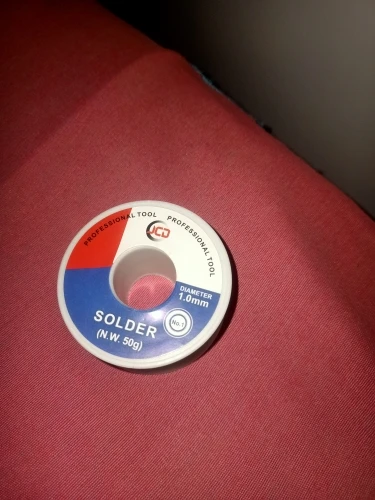 PROFESSIONAL TOOL PROFESSIONAL TOOL
JCD
DIAMETER
1.0mm
No.1
SOLDER
(N.W. 50g)